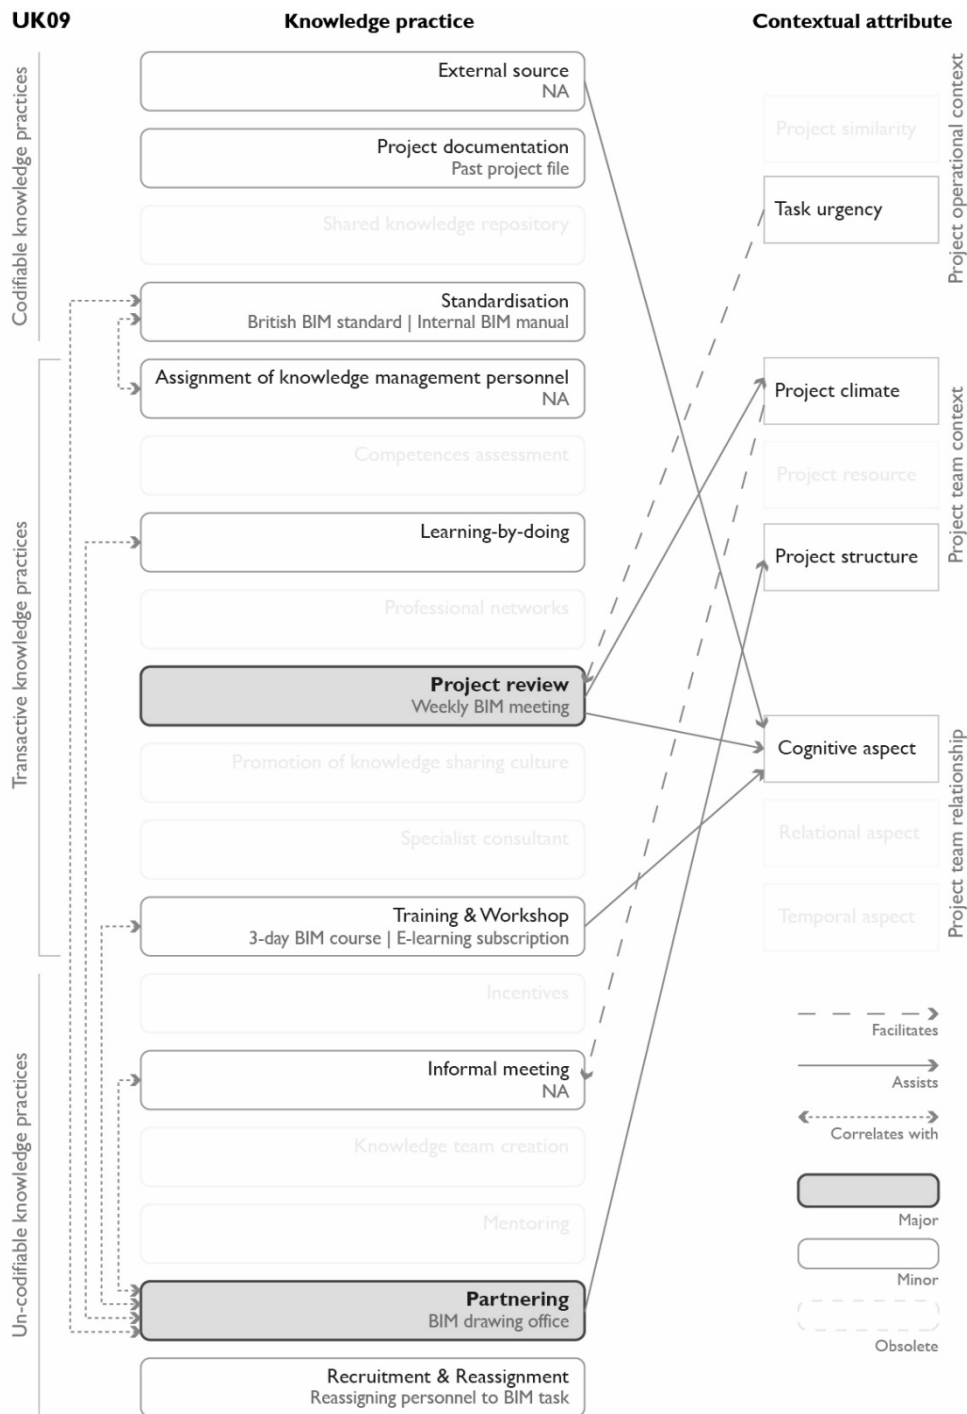 UK09
Knowledge practice
Contextual attribute
Codifiable knowledge practices
External source
NA
Project documentation
Past project file
Shared knowledge repository
Standardisation
British BIM standard | Internal BIM manual
Transactive knowledge practices
Assignment of knowledge management personnel
NA
Competences assessment
Learning-by-doing
Professional networks
Project review
Weekly BIM meeting
Promotion of knowledge sharing culture
Specialist consultant
Training & Workshop
3-day BIM course | E-learning subscription
Un-codifiable knowledge practices
Incentives
Informal meeting
NA
Knowledge team creation
Mentoring
Partnering
BIM drawing office
Recruitment & Reassignment
Reassigning personnel to BIM task
Project operational context
Project similarity
Task urgency
Project team context
Project climate
Project resource
Project structure
Project team relationship
Cognitive aspect
Relational aspect
Temporal aspect
Facilitates
Assists
Correlates with
Major
Minor
Obsolete